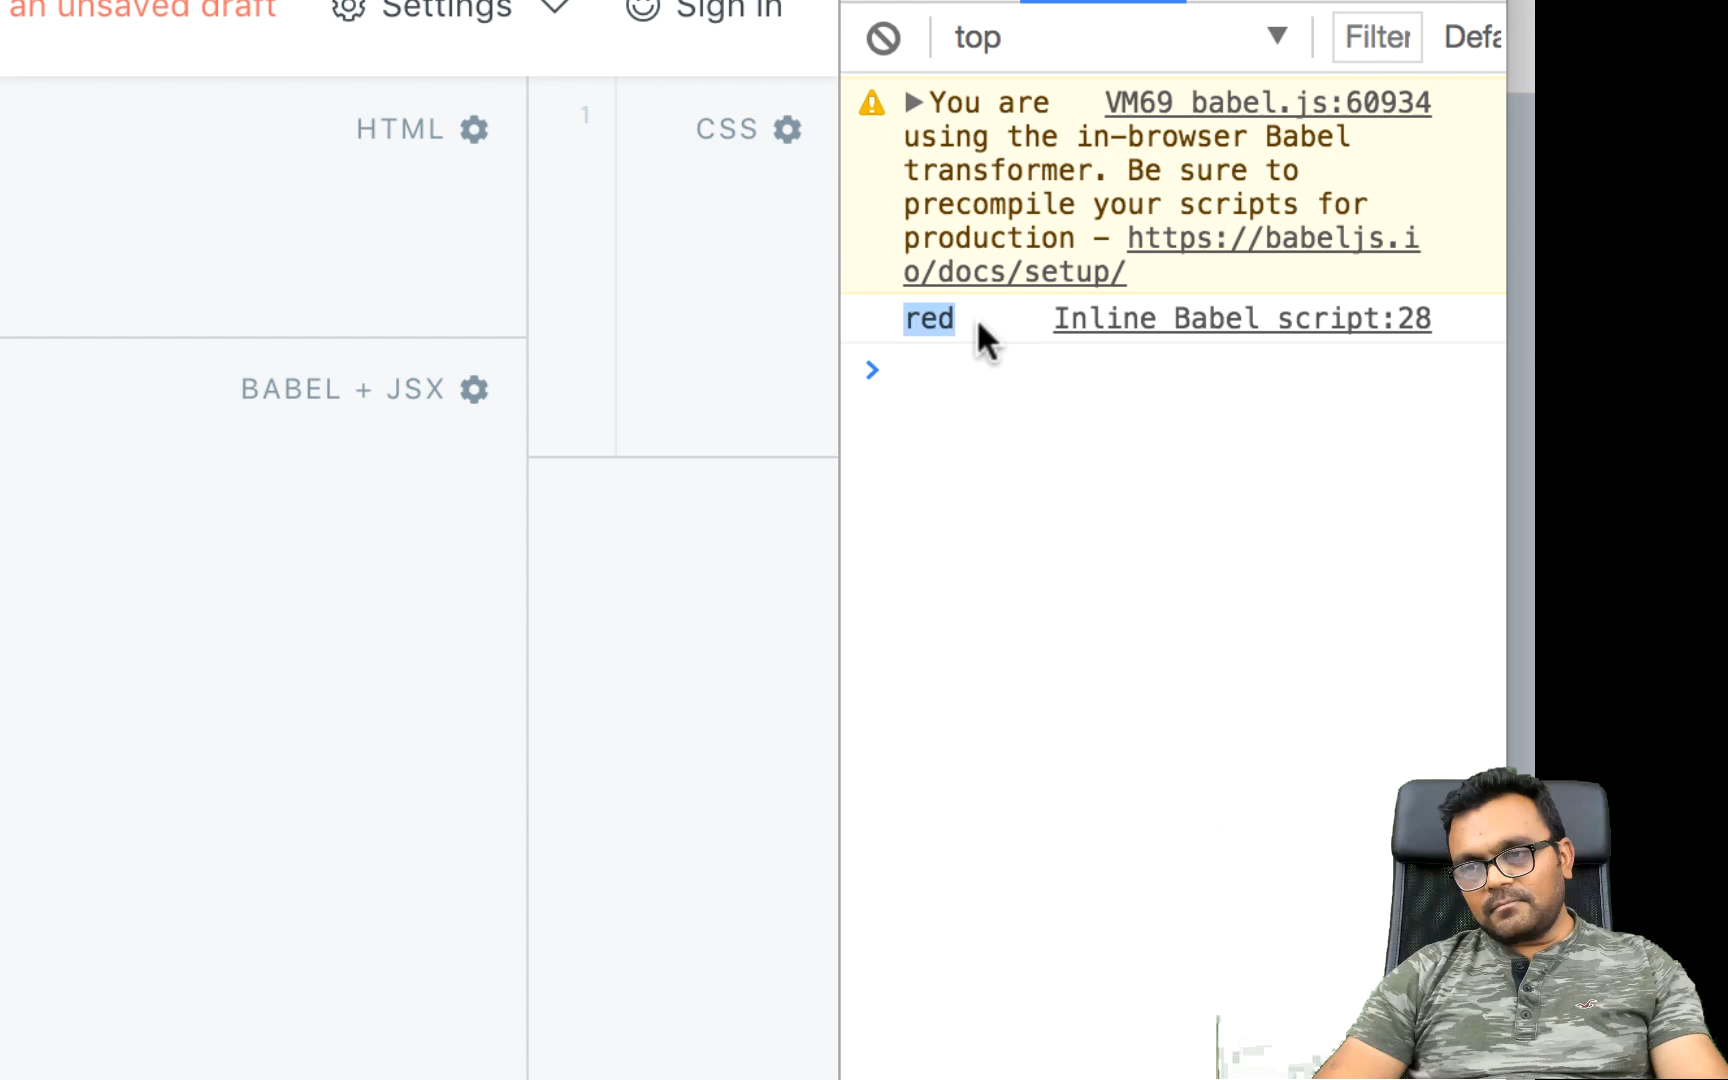 an unsaved draft Settings Sign in
HTML
1 CSS
BABEL + JSX
top Filter Defa
You are VM69 babel.js:60934
using the in-browser Babel
transformer. Be sure to
precompile your scripts for
production – https://babeljs.i
o/docs/setup/
red Inline Babel script:28